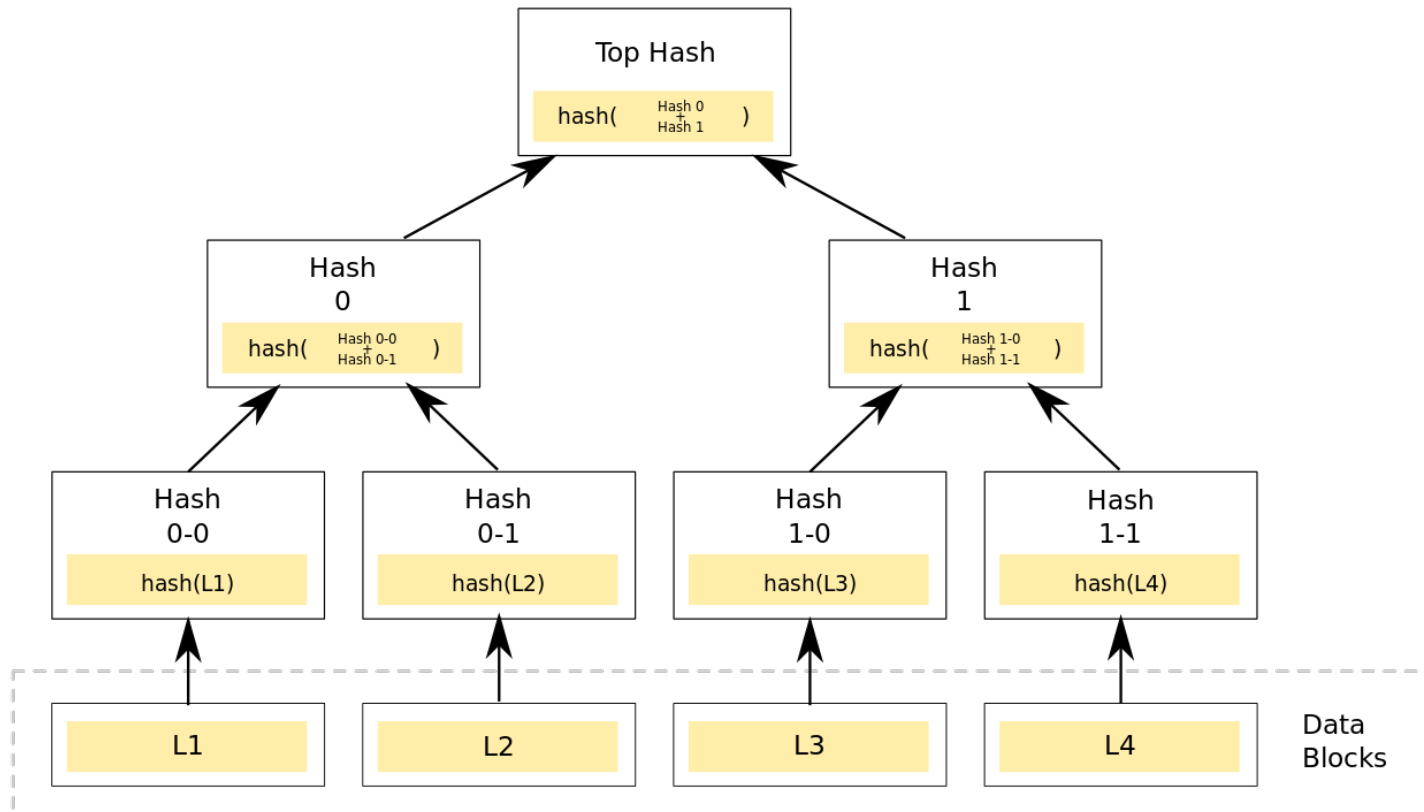 Top Hash
hash( Hash 0 + Hash 1 )
Hash
0
hash( Hash 0-0 + Hash 0-1 )
Hash
1
hash( Hash 1-0 + Hash 1-1 )
Hash
0-0
hash(L1)
Hash
0-1
hash(L2)
Hash
1-0
hash(L3)
Hash
1-1
hash(L4)
L1
L2
L3
L4
Data
Blocks